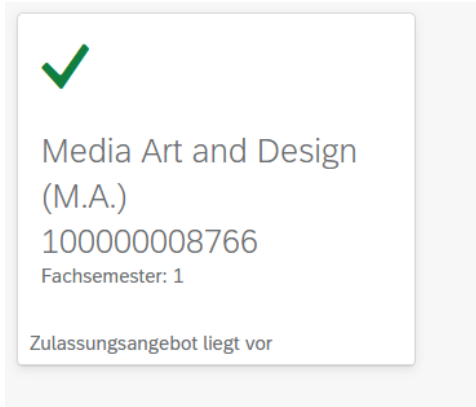 Media Art and Design
(M.A.)
100000008766
Fachsemester: 1
Zulassungsangebot liegt vor